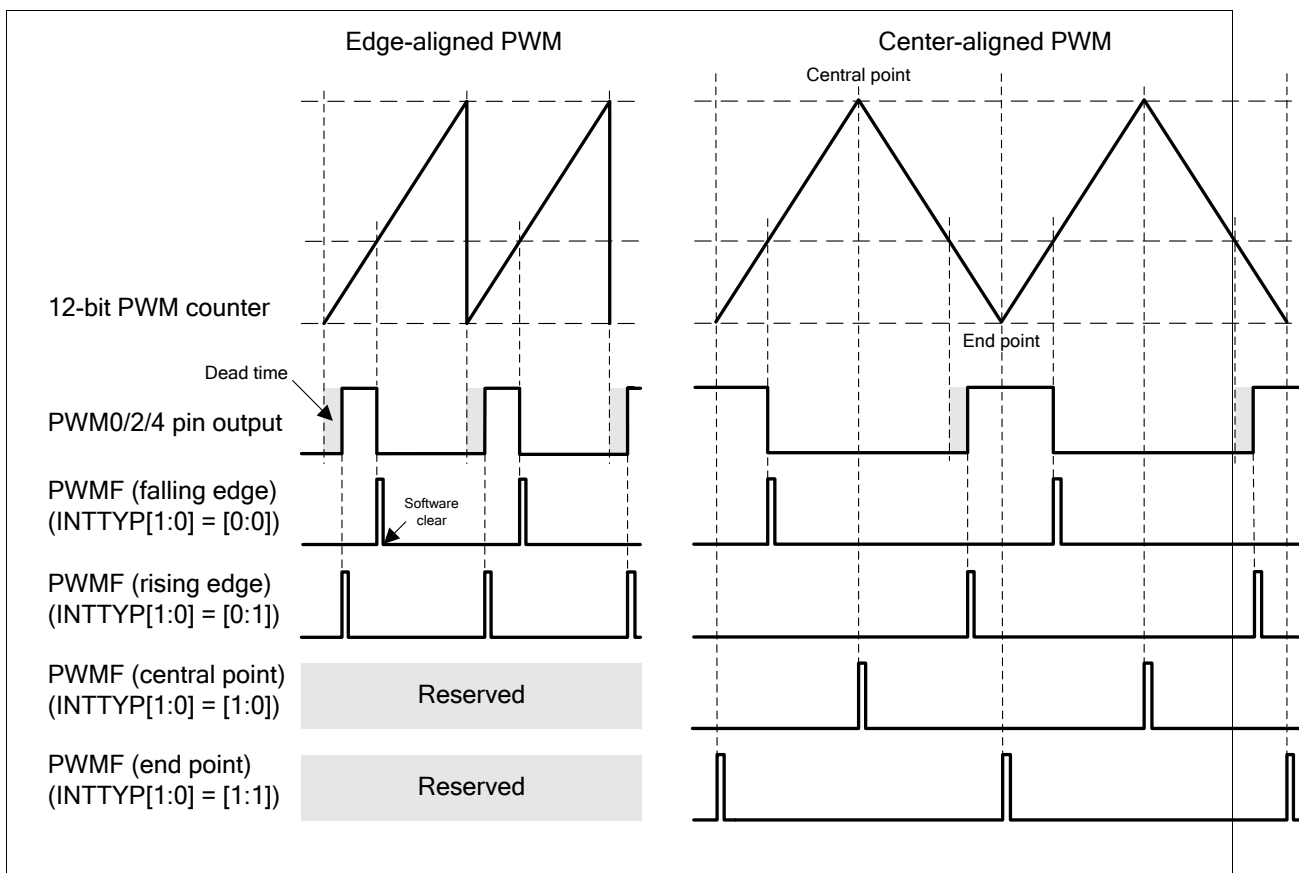 Edge-aligned PWM
Center-aligned PWM
Central point
12-bit PWM counter
End point
Dead time
PWM0/2/4 pin output
PWMF (falling edge)
(INTTYP[1:0] = [0:0])
Software
clear
PWMF (rising edge)
(INTTYP[1:0] = [0:1])
PWMF (central point)
(INTTYP[1:0] = [1:0])
Reserved
PWMF (end point)
(INTTYP[1:0] = [1:1])
Reserved